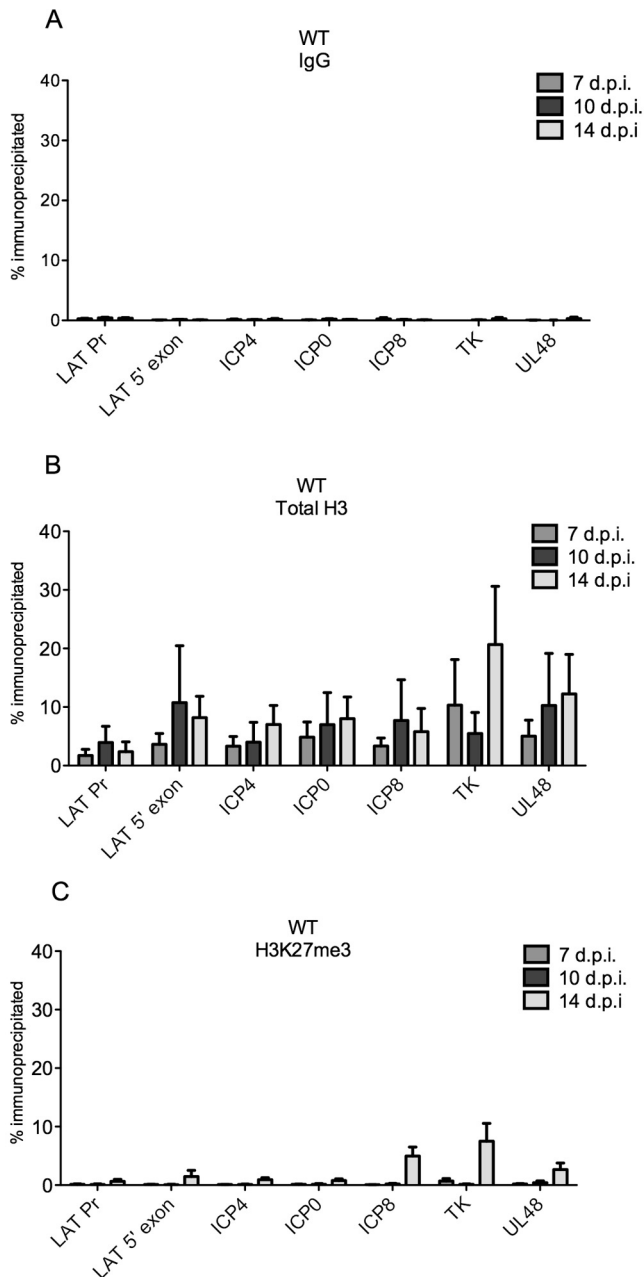 A
WT
IgG
7 d.p.i.
10 d.p.i.
14 d.p.i
% immunoprecipitated
40
30
20
10
0
LAT Pr
LAT 5' exon
ICP4
ICP0
ICP8
TK
UL48
B
WT
Total H3
7 d.p.i.
10 d.p.i.
14 d.p.i
% immunoprecipitated
40
30
20
10
0
LAT Pr
LAT 5' exon
ICP4
ICP0
ICP8
TK
UL48
C
WT
H3K27me3
7 d.p.i.
10 d.p.i.
14 d.p.i
% immunoprecipitated
40
30
20
10
0
LAT Pr
LAT 5' exon
ICP4
ICP0
ICP8
TK
UL48